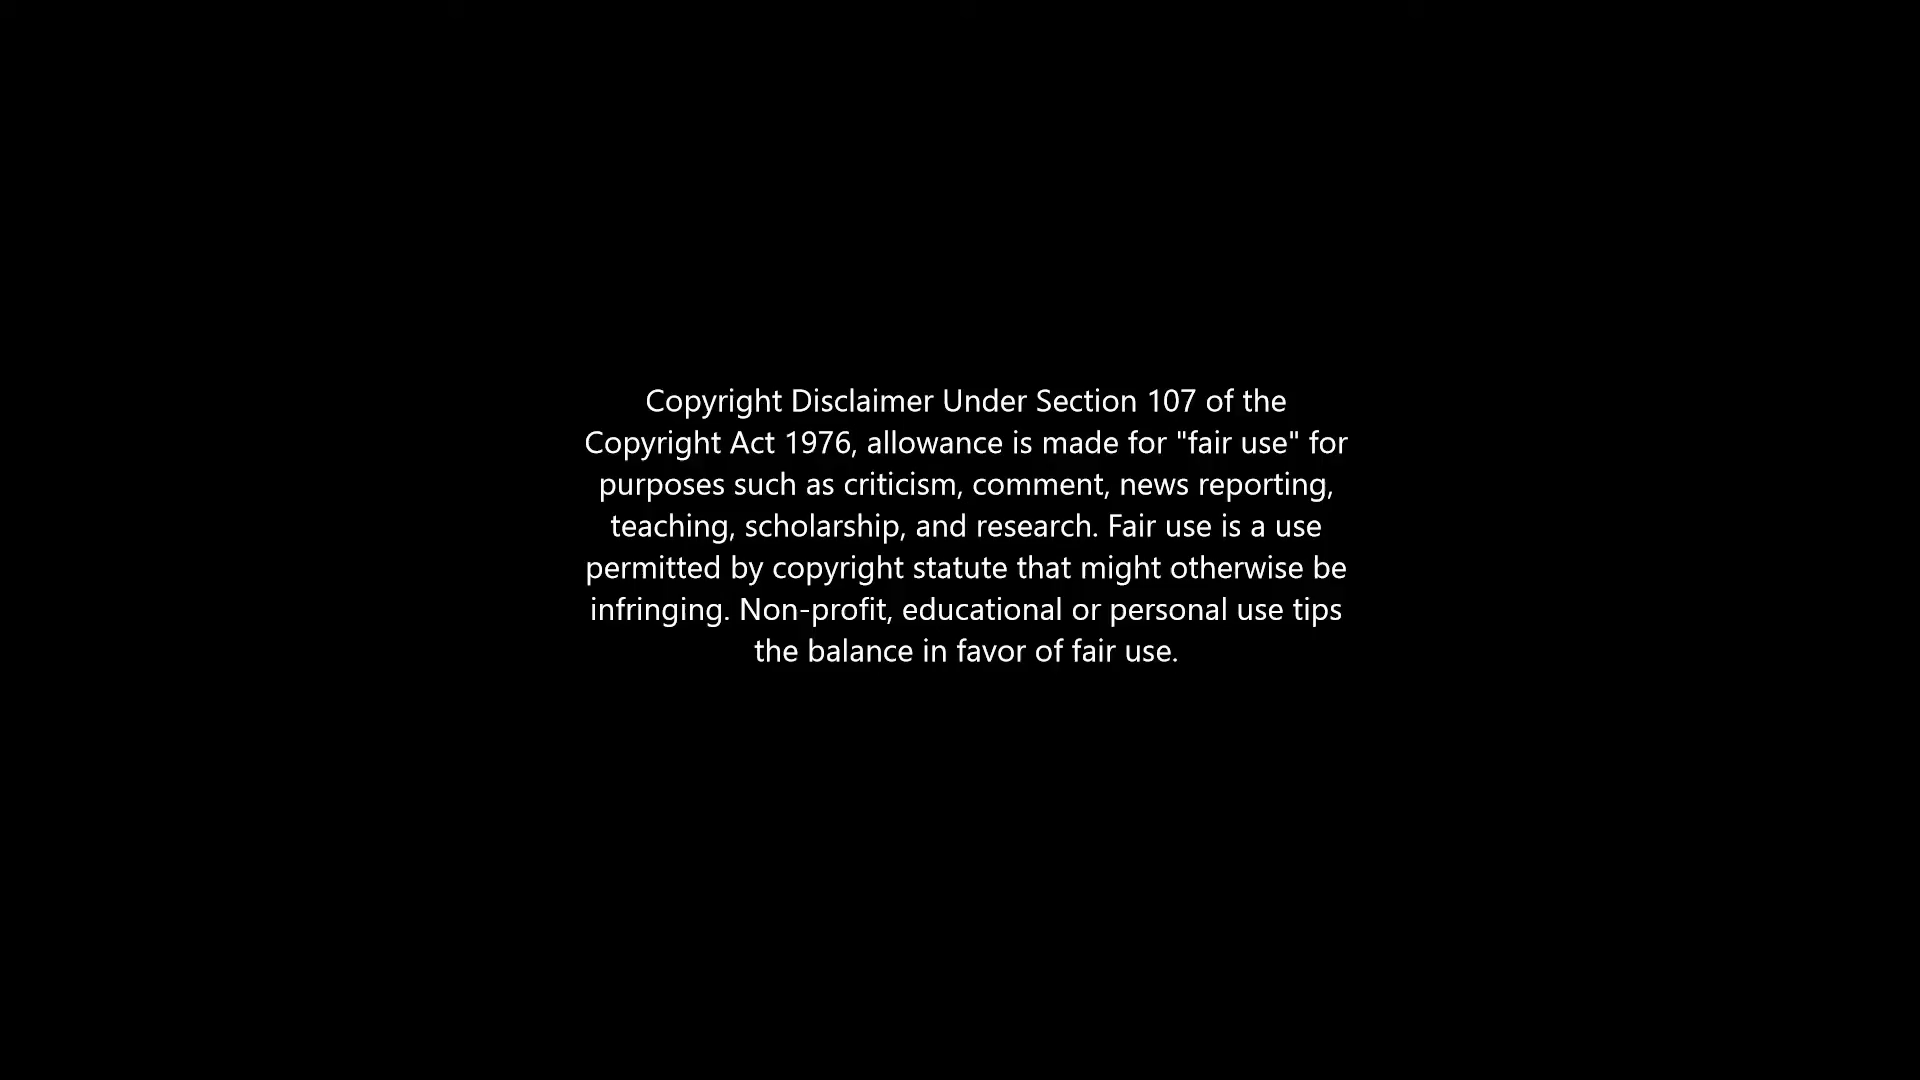 Copyright Disclaimer Under Section 107 of the
Copyright Act 1976, allowance is made for "fair use" for
purposes such as criticism, comment, news reporting,
teaching, scholarship, and research. Fair use is a use
permitted by copyright statute that might otherwise be
infringing. Non-profit, educational or personal use tips
the balance in favor of fair use.